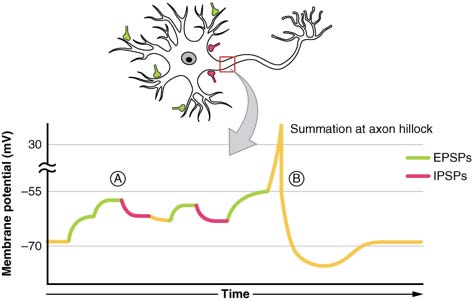 Summation at axon hillock
Membrane potential (mV)
30
−55
−70
A
B
EPSPs
IPSPs
Time